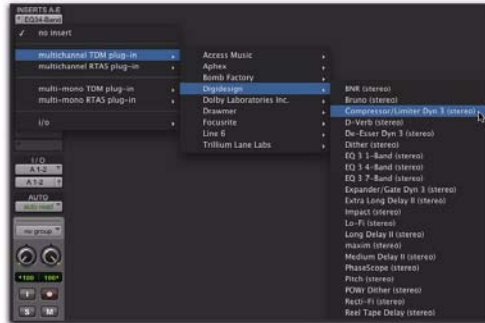 INSERTS A-E
EQ34-Band
✓ no insert
multichannel TDM plug-in
multichannel RTAS plug-in
multi-mono TDM plug-in
multi-mono RTAS plug-in
i/o
Access Music
Aphex
Bomb Factory
Digidesign
Dolby Laboratories Inc.
Drawmer
Focusrite
Line 6
Trillium Lane Labs
BNR (stereo)
Bruno (stereo)
Compressor/Limiter Dyn 3 (stereo)
D-Verb (stereo)
De-Esser Dyn 3 (stereo)
Dither (stereo)
EQ 3 1-Band (stereo)
EQ 3 4-Band (stereo)
EQ 3 7-Band (stereo)
Expander/Gate Dyn 3 (stereo)
Extra Long Delay II (stereo)
Impact (stereo)
Lo-Fi (stereo)
Long Delay II (stereo)
maxim (stereo)
Medium Delay II (stereo)
PhaseScope (stereo)
Pitch (stereo)
POWr Dither (stereo)
Recti-Fi (stereo)
Reel Tape Delay (stereo)
I/O
A 1-2
A 1-2
AUTO
auto read
no group
100 100
I
S M